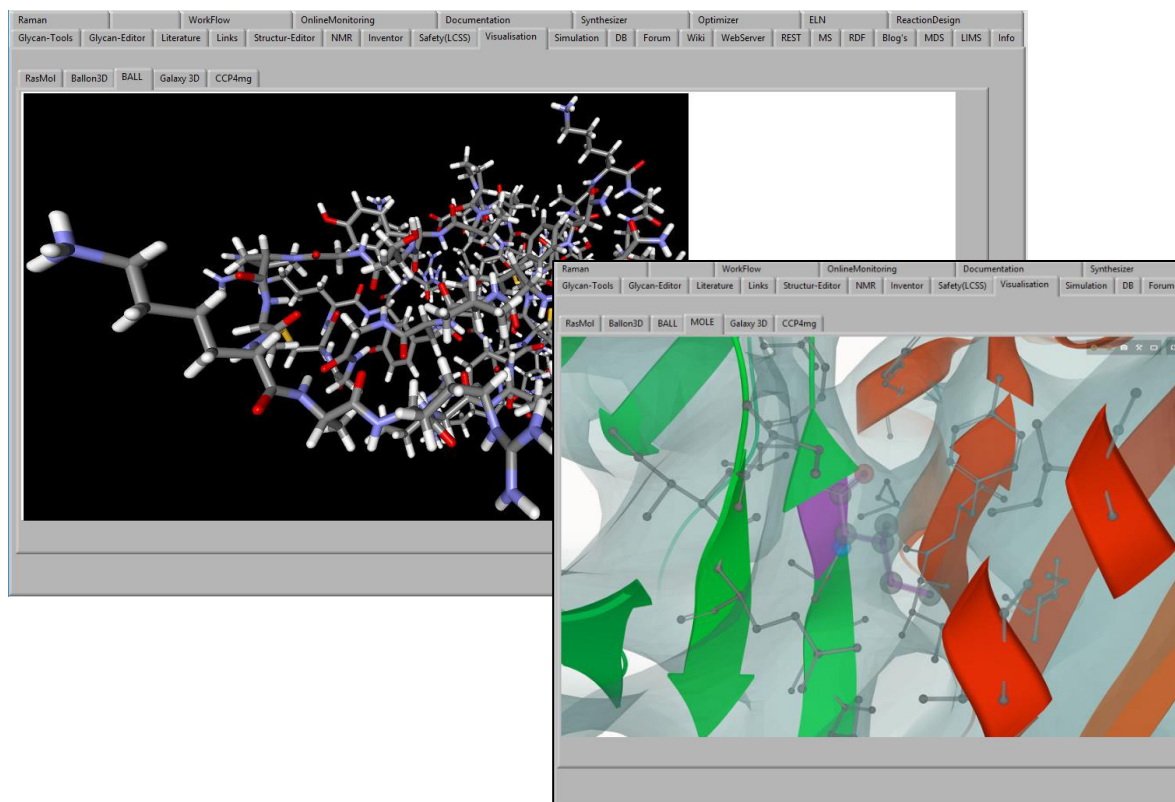 Raman WorkFlow OnlineMonitoring Documentation Synthesizer Optimizer ELN ReactionDesign
Glycan-Tools Glycan-Editor Literature Links Structur-Editor NMR Inventor Safety(LCSS) Visualisation Simulation DB Forum Wiki WebServer REST MS RDF Blog's MDS LIMS Info
RasMol Ballon3D BALL Galaxy 3D CCP4mg
Raman WorkFlow OnlineMonitoring Documentation Synthesizer
Glycan-Tools Glycan-Editor Literature Links Structur-Editor NMR Inventor Safety(LCSS) Visualisation Simulation DB Forum
RasMol Ballon3D BALL MOLE Galaxy 3D CCP4mg